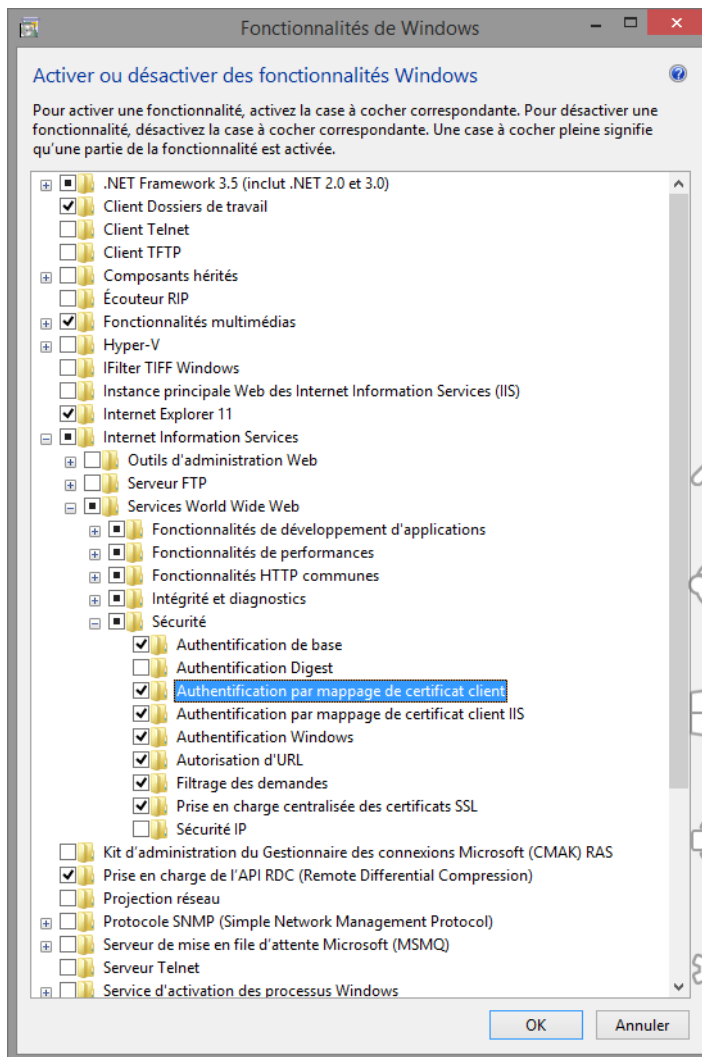 Fonctionnalités de Windows
Activer ou désactiver des fonctionnalités Windows
Pour activer une fonctionnalité, activez la case à cocher correspondante. Pour désactiver une
fonctionnalité, désactivez la case à cocher correspondante. Une case à cocher pleine signifie
qu'une partie de la fonctionnalité est activée.
.NET Framework 3.5 (inclut .NET 2.0 et 3.0)
Client Dossiers de travail
Client Telnet
Client TFTP
Composants hérités
Écouteur RIP
Fonctionnalités multimédias
Hyper-V
IFilter TIFF Windows
Instance principale Web des Internet Information Services (IIS)
Internet Explorer 11
Internet Information Services
Outils d'administration Web
Serveur FTP
Services World Wide Web
Fonctionnalités de développement d'applications
Fonctionnalités de performances
Fonctionnalités HTTP communes
Intégrité et diagnostics
Sécurité
Authentification de base
Authentification Digest
Authentification par mappage de certificat client
Authentification par mappage de certificat client IIS
Authentification Windows
Autorisation d'URL
Filtrage des demandes
Prise en charge centralisée des certificats SSL
Sécurité IP
Kit d'administration du Gestionnaire des connexions Microsoft (CMAK) RAS
Prise en charge de l'API RDC (Remote Differential Compression)
Projection réseau
Protocole SNMP (Simple Network Management Protocol)
Serveur de mise en file d'attente Microsoft (MSMQ)
Serveur Telnet
Service d'activation des processus Windows
OK
Annuler